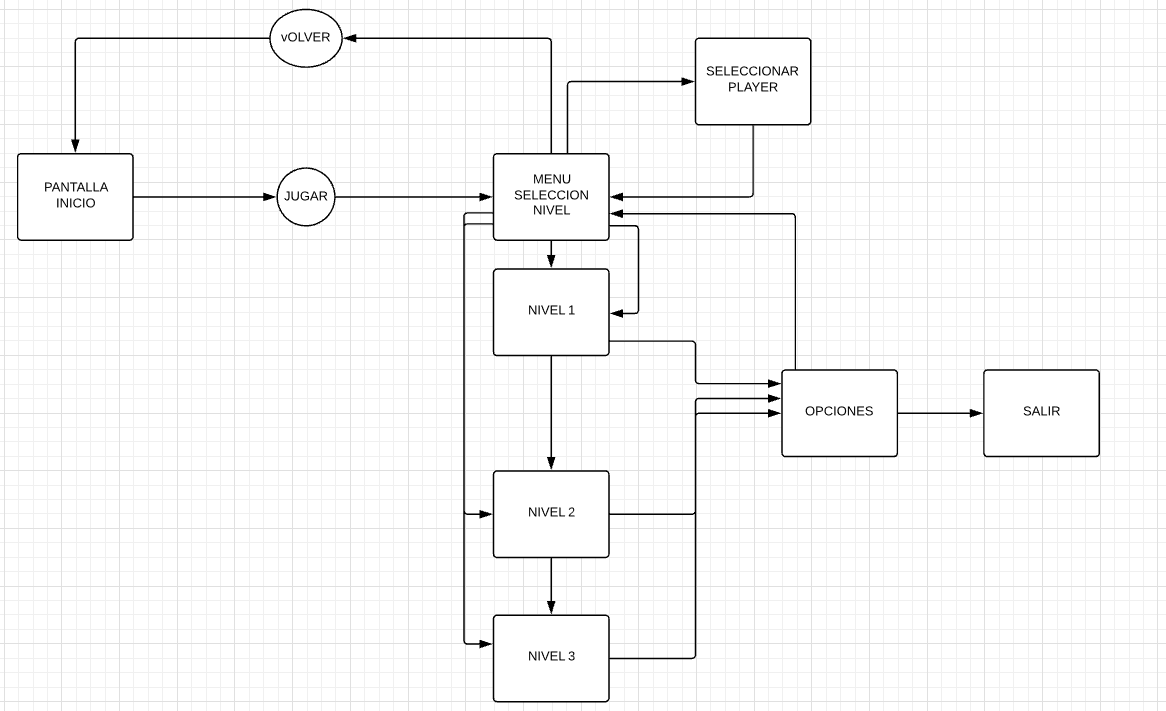 vOLVER
SELECCIONAR
PLAYER
PANTALLA
INICIO
JUGAR
MENU
SELECCION
NIVEL
NIVEL 1
OPCIONES
SALIR
NIVEL 2
NIVEL 3